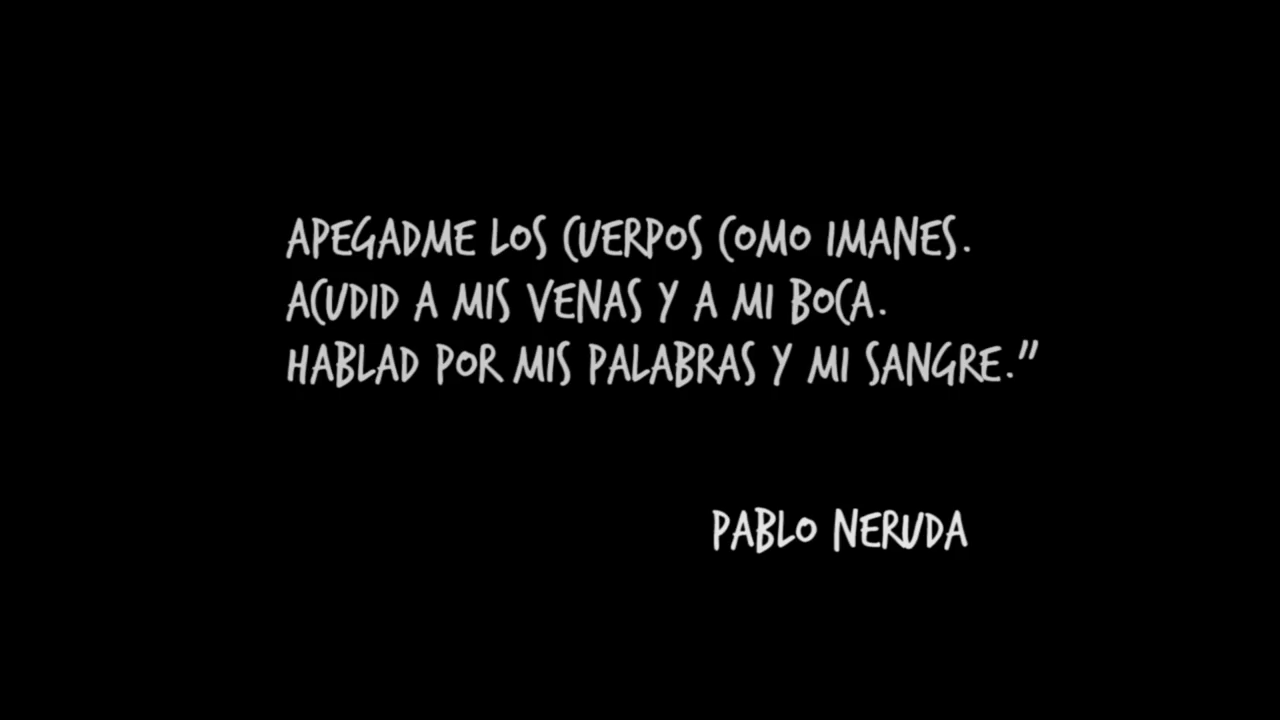 APEGADME LOS CUERPOS COMO IMANES.
ACUDID A MIS VENAS Y A MI BOCA.
HABLAD POR MIS PALABRAS Y MI SANGRE.”
PABLO NERUDA